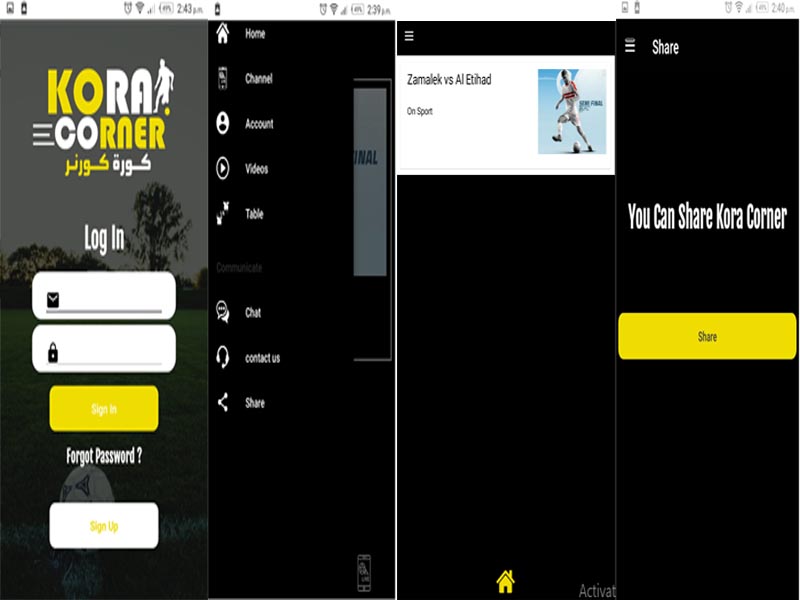 2:43 p.m.
KORA
CORNER
كورة كورنر
Log In
Sign In
Forgot Password ?
Sign Up
2:39 p.m.
Home
Channel
Account
Videos
Table
Communicate
Chat
contact us
Share
INAL
Zamalek vs Al Etihad
On Sport
SEMI FINAL
Activat
2:40 p.m.
Share
You Can Share Kora Corner
Share